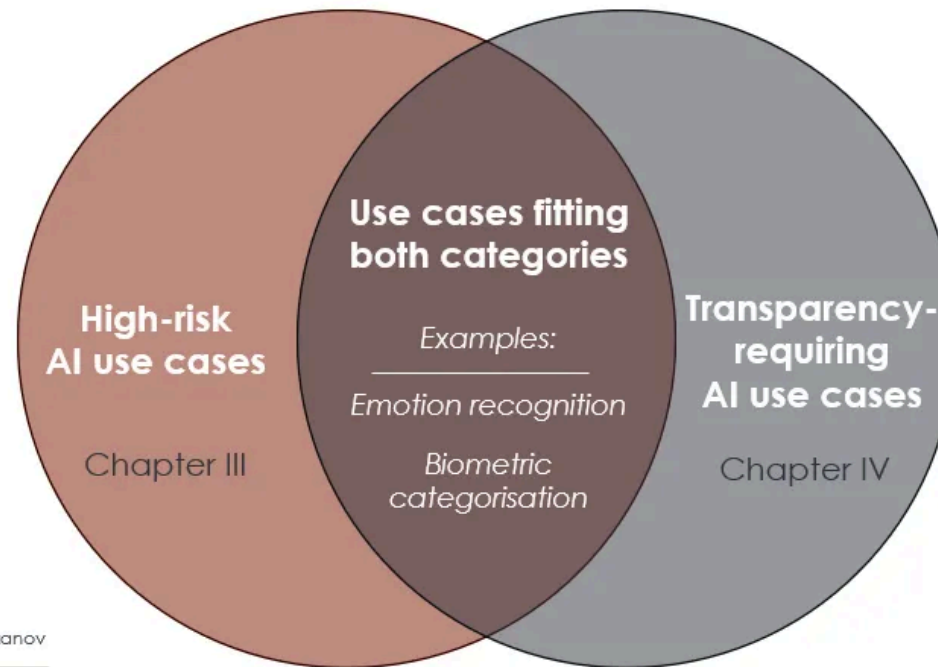 Use cases fitting
both categories
High-risk
AI use cases
Examples:
Transparency-
requiring
AI use cases
Emotion recognition
Chapter III
Biometric
categorisation
Chapter IV
anov